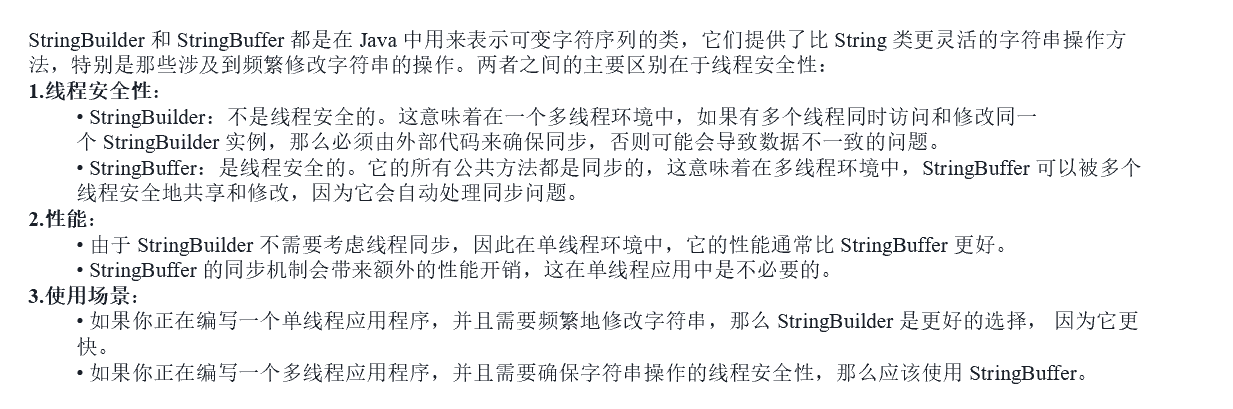 StringBuilder 和 StringBuffer 都是在 Java 中用来表示可变字符序列的类，它们提供了比 String 类更灵活的字符串操作方
法，特别是那些涉及到频繁修改字符串的操作。两者之间的主要区别在于线程安全性：
1.线程安全性：
• StringBuilder：不是线程安全的。这意味着在一个多线程环境中，如果有多个线程同时访问和修改同一
个 StringBuilder 实例，那么必须由外部代码来确保同步，否则可能会导致数据不一致的问题。
• StringBuffer：是线程安全的。它的所有公共方法都是同步的，这意味着在多线程环境中，StringBuffer 可以被多个
线程安全地共享和修改，因为它会自动处理同步问题。
2.性能：
• 由于 StringBuilder 不需要考虑线程同步，因此在单线程环境中，它的性能通常比 StringBuffer 更好。
• StringBuffer 的同步机制会带来额外的性能开销，这在单线程应用中是不必要的。
3.使用场景：
• 如果你正在编写一个单线程应用程序，并且需要频繁地修改字符串，那么 StringBuilder 是更好的选择， 因为它更
快。
• 如果你正在编写一个多线程应用程序，并且需要确保字符串操作的线程安全性，那么应该使用 StringBuffer。